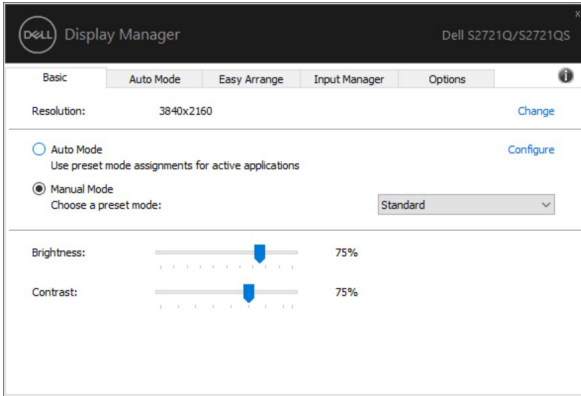 DELL Display Manager Dell S2721Q/S2721QS
Basic Auto Mode Easy Arrange Input Manager Options
Resolution: 3840x2160 Change
Auto Mode Configure
Use preset mode assignments for active applications
Manual Mode
Choose a preset mode: Standard
Brightness: 75%
Contrast: 75%